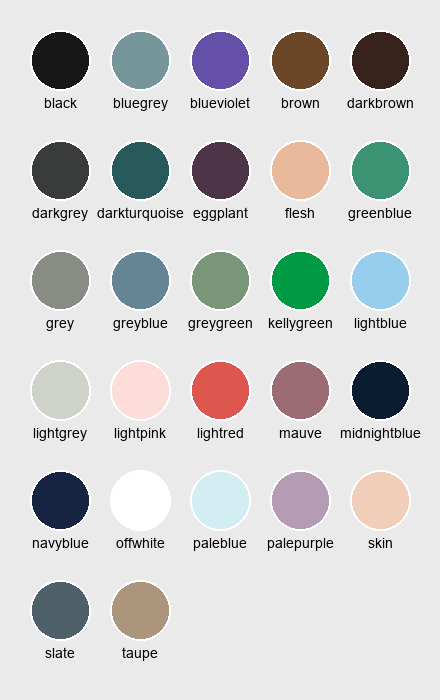 black bluegrey blueviolet brown darkbrown
darkgrey darkturquoise eggplant flesh greenblue
grey greyblue greygreen kellygreen lightblue
lightgrey lightpink lightred mauve midnightblue
navyblue offwhite paleblue palepurple skin
slate taupe